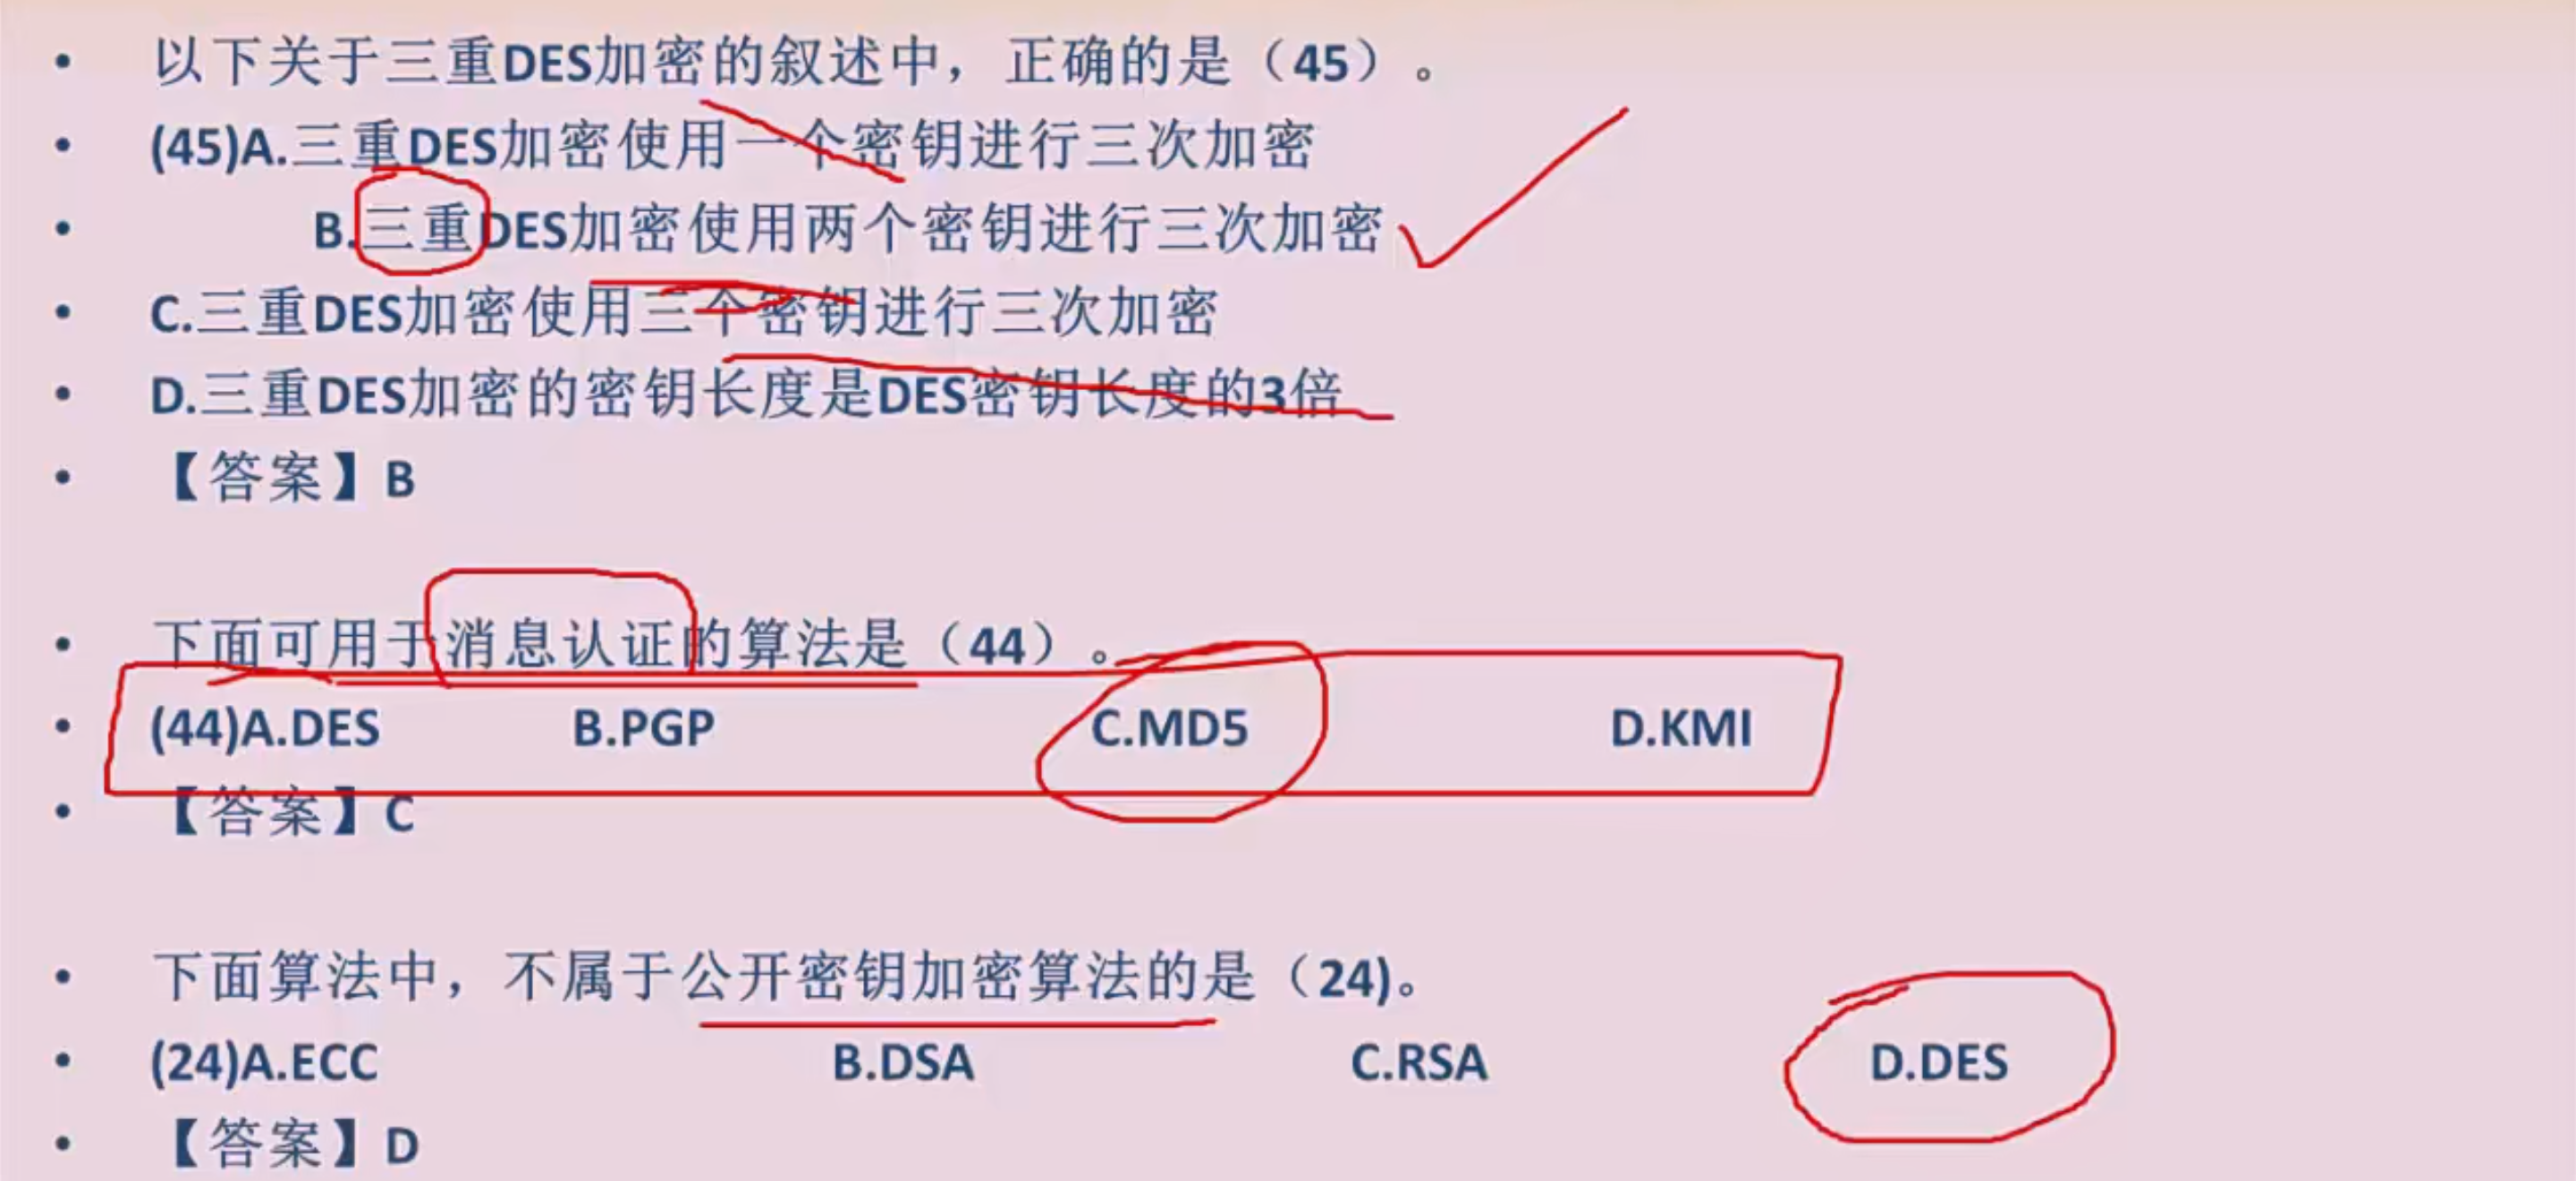 • 以下关于三重DES加密的叙述中，正确的是（45）。
• (45)A.三重DES加密使用一个密钥进行三次加密
• B.三重DES加密使用两个密钥进行三次加密
• C.三重DES加密使用三个密钥进行三次加密
• D.三重DES加密的密钥长度是DES密钥长度的3倍
• 【答案】B
• 下面可用于消息认证的算法是（44）。
• (44)A.DES B.PGP C.MD5 D.KMI
• 【答案】C
• 下面算法中，不属于公开密钥加密算法的是（24)。
• (24)A.ECC B.DSA C.RSA D.DES
• 【答案】D